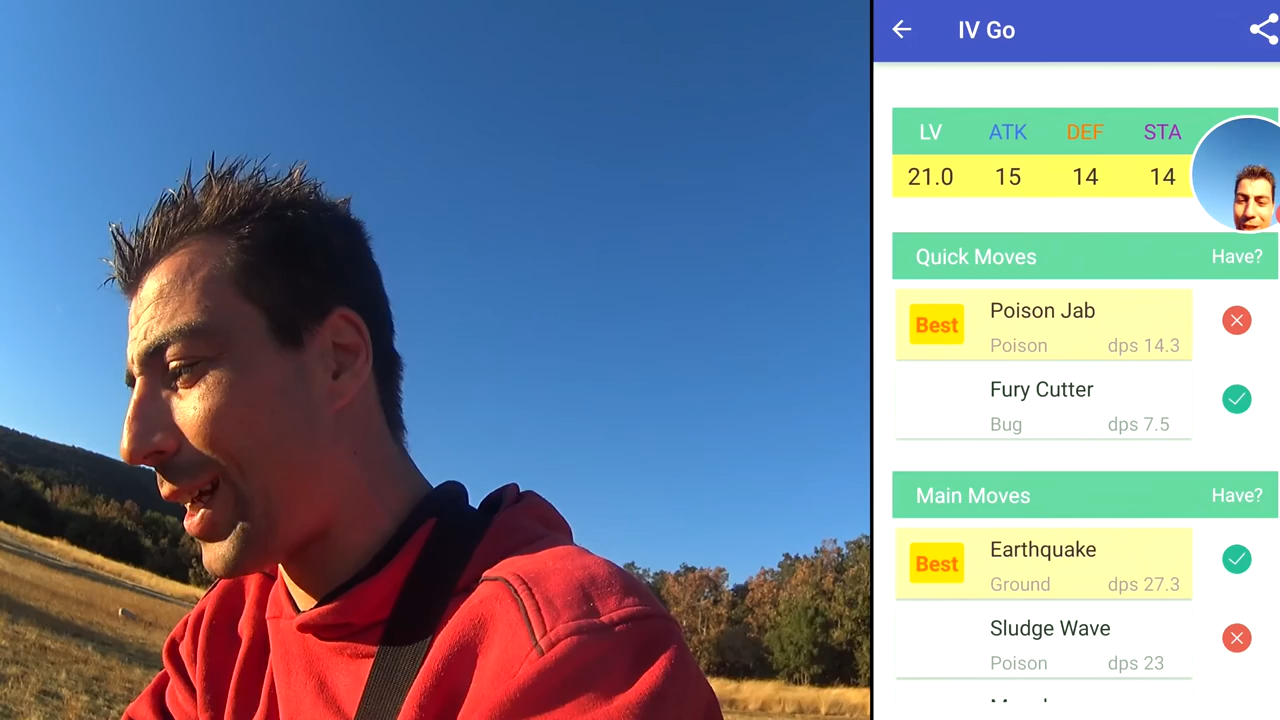 IV Go
LV ATK DEF STA
21.0 15 14 14
Quick Moves Have?
Best Poison Jab
Poison dps 14.3
Fury Cutter
Bug dps 7.5
Main Moves Have?
Best Earthquake
Ground dps 27.3
Sludge Wave
Poison dps 23